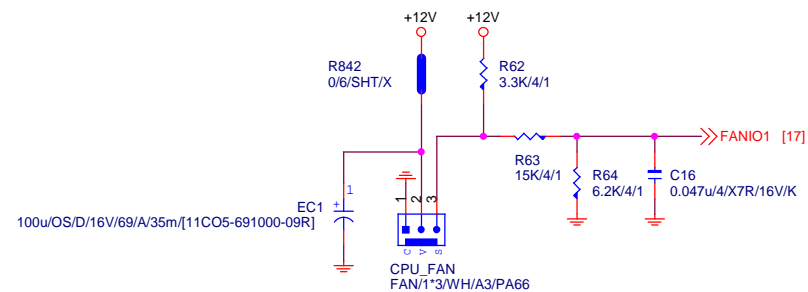 +12V
+12V
R842
0/6/SHT/X
R62
3.3K/4/1
FANIO1 [17]
R63
15K/4/1
R64
6.2K/4/1
C16
0.047u/4/X7R/16V/K
1
+
EC1
100u/OS/D/16V/69/A/35m/[11CO5-691000-09R]
1 2 3
C V S
CPU_FAN
FAN/1*3/WH/A3/PA66